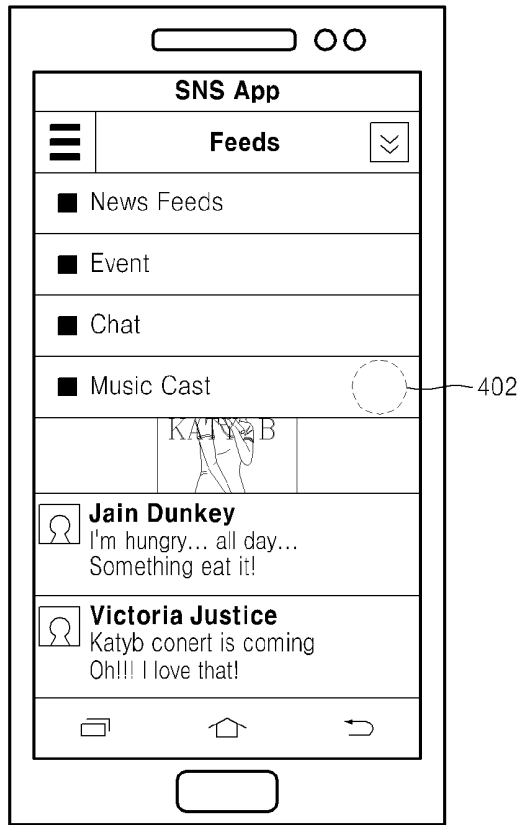 SNS App
Feeds
News Feeds
Event
Chat
Music Cast
402
KATY B
Jain Dunkey
I'm hungry... all day...
Something eat it!
Victoria Justice
Katyb conert is coming
Oh!!! I love that!